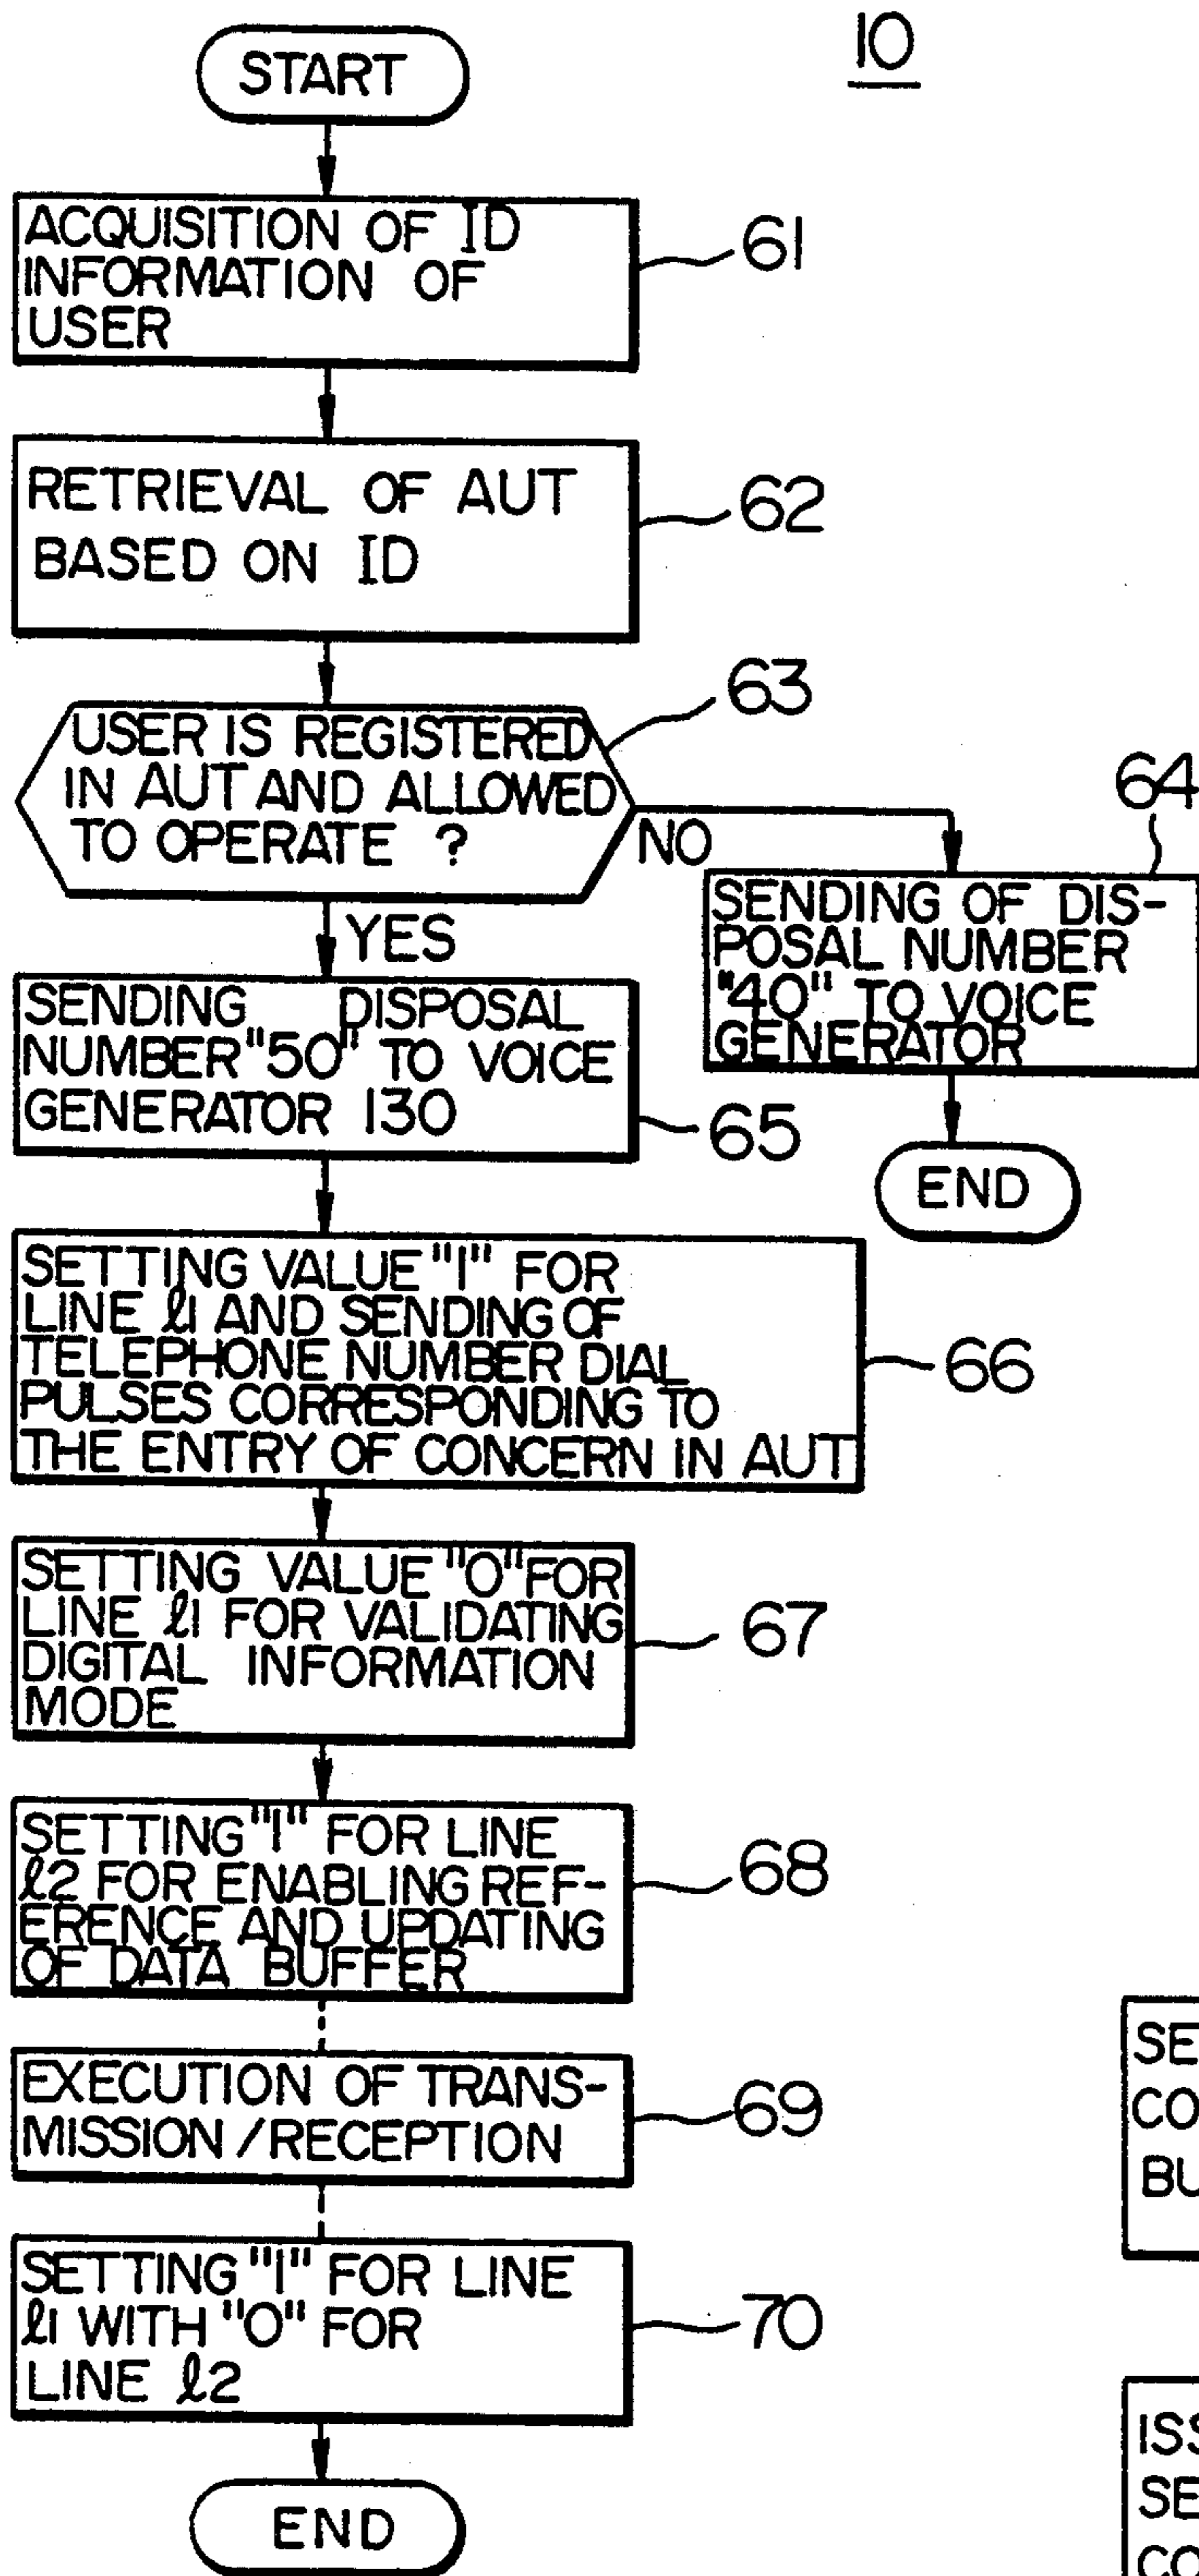 10
START
ACQUISITION OF ID
INFORMATION OF
USER
61
RETRIEVAL OF AUT
BASED ON ID
62
USER IS REGISTERED
IN AUT AND ALLOWED
TO OPERATE ?
63
NO
64
SENDING OF DIS-
POSAL NUMBER
"40" TO VOICE
GENERATOR
END
YES
SENDING DISPOSAL
NUMBER "50" TO VOICE
GENERATOR 130
65
SETTING VALUE "1" FOR
LINE ℓ1 AND SENDING OF
TELEPHONE NUMBER DIAL
PULSES CORRESPONDING TO
THE ENTRY OF CONCERN IN AUT
66
SETTING VALUE "0" FOR
LINE ℓ1 FOR VALIDATING
DIGITAL INFORMATION
MODE
67
SETTING "1" FOR LINE
ℓ2 FOR ENABLING REF-
ERENCE AND UPDATING
OF DATA BUFFER
68
EXECUTION OF TRANS-
MISSION/RECEPTION
69
SETTING "1" FOR LINE
ℓ1 WITH "0" FOR
LINE ℓ2
70
END
SE
CO
BU
ISS
SE
CO